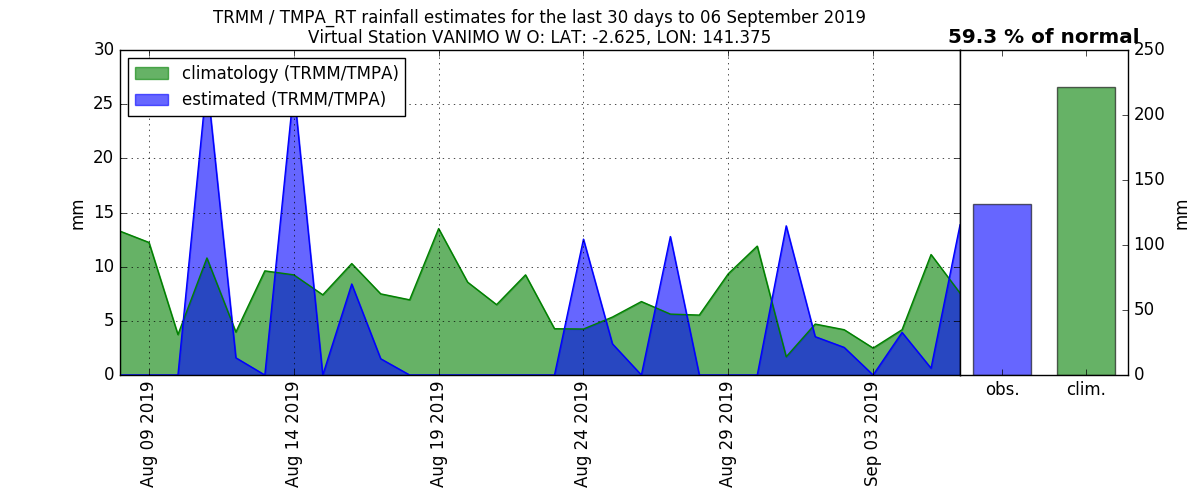 TRMM / TMPA_RT rainfall estimates for the last 30 days to 06 September 2019
Virtual Station VANIMO W O: LAT: -2.625, LON: 141.375
59.3 % of normal
climatology (TRMM/TMPA)
estimated (TRMM/TMPA)
30
25
20
15
10
5
0
mm
Aug 09 2019
Aug 14 2019
Aug 19 2019
Aug 24 2019
Aug 29 2019
Sep 03 2019
obs.
clim.
250
200
150
100
50
0
mm